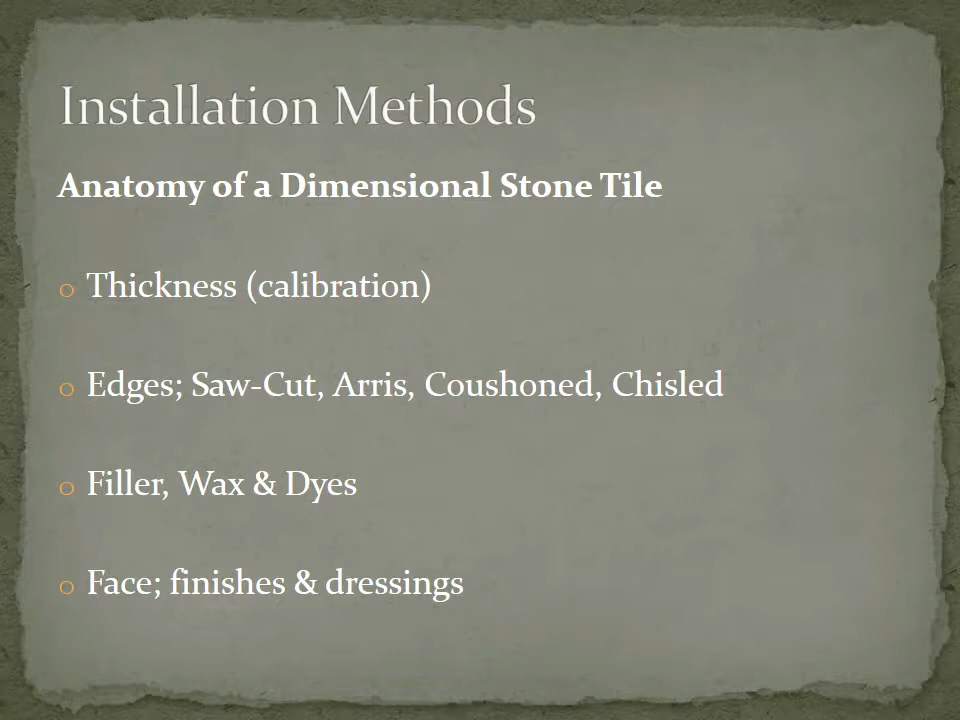 Installation Methods
Anatomy of a Dimensional Stone Tile
o Thickness (calibration)
o Edges; Saw-Cut, Arris, Coushoned, Chisled
o Filler, Wax & Dyes
o Face; finishes & dressings